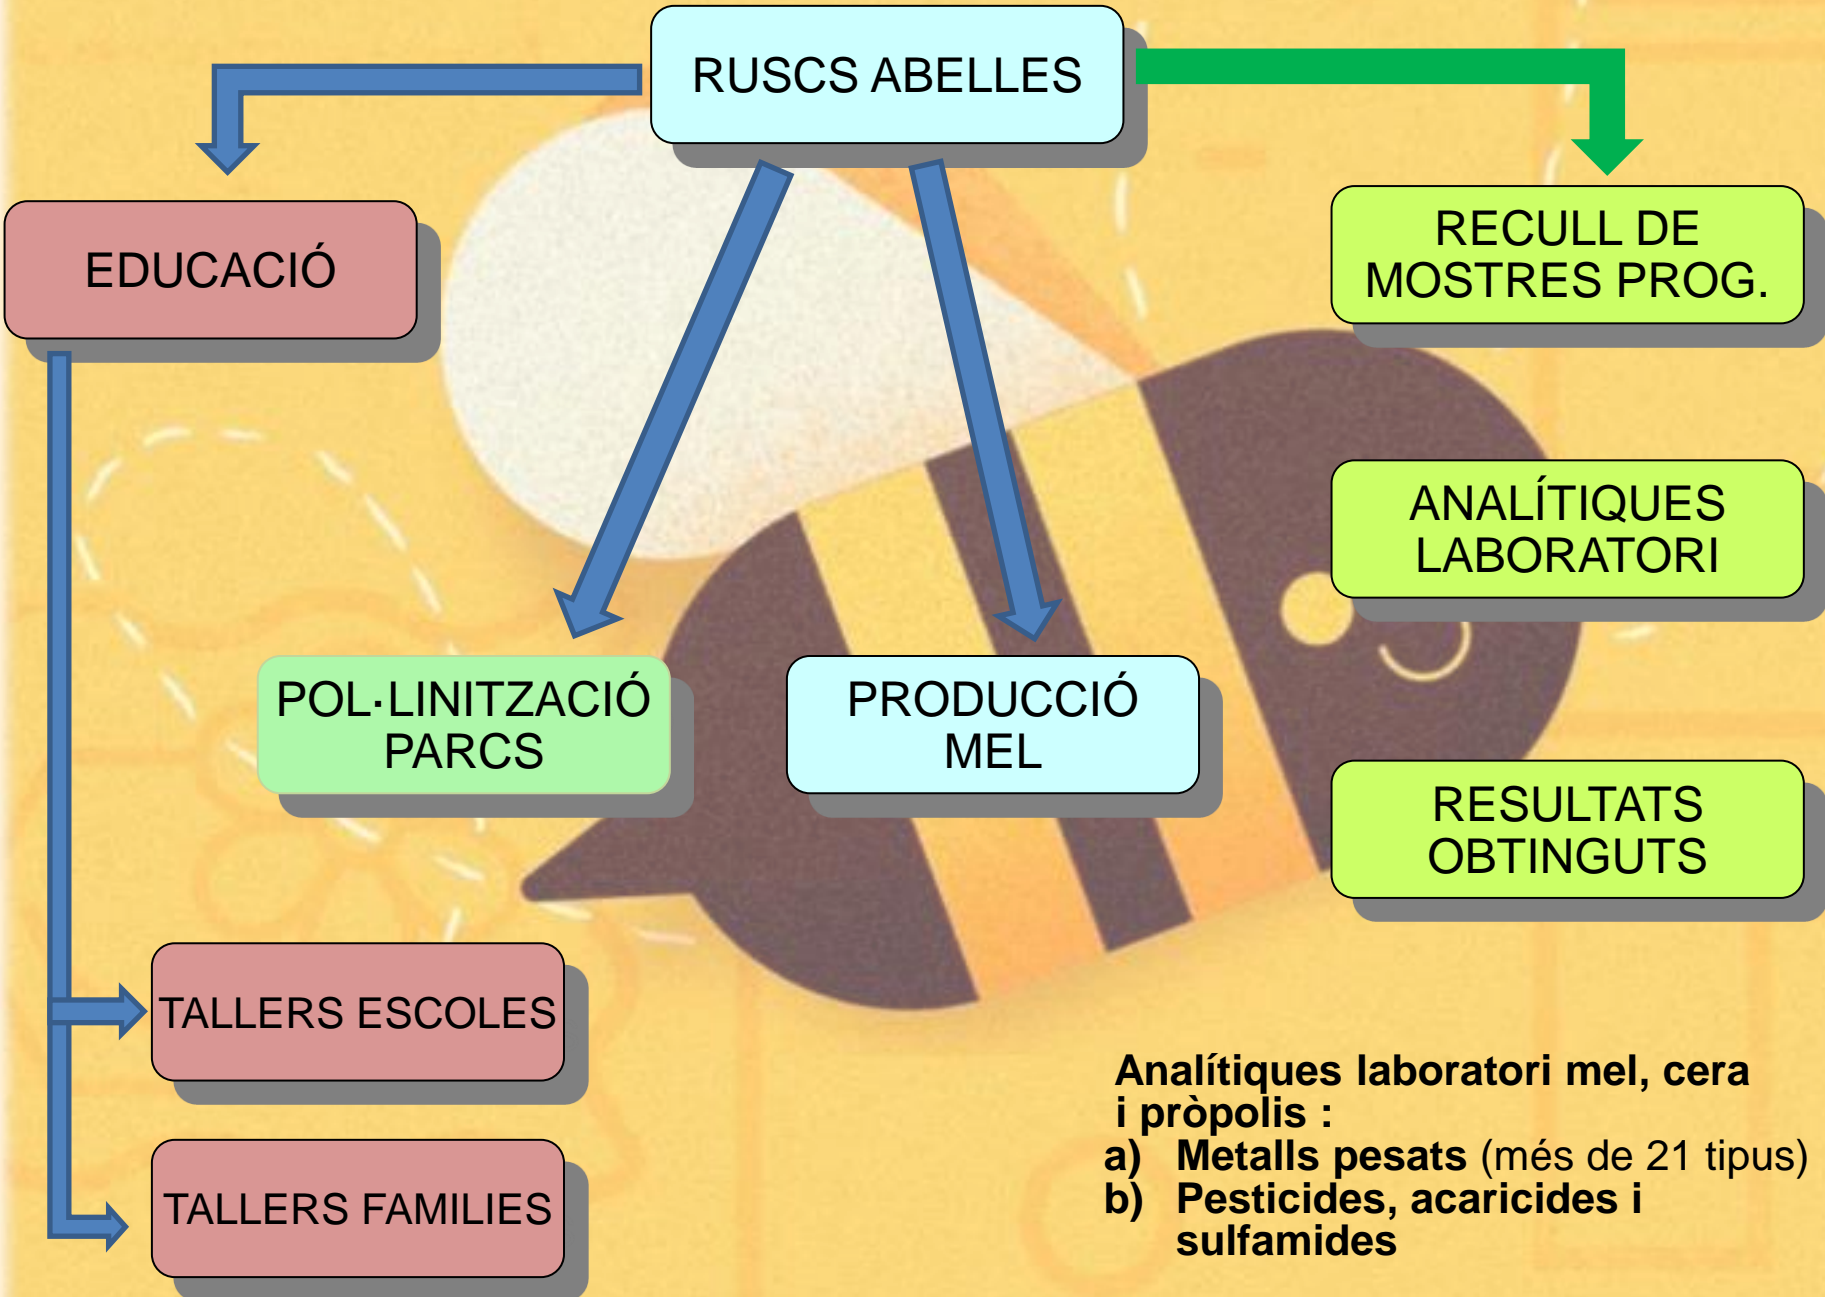 RUSCS ABELLES
EDUCACIÓ
RECULL DE
MOSTRES PROG.
ANALÍTIQUES
LABORATORI
POL·LINITZACIÓ
PARCS
PRODUCCIÓ
MEL
RESULTATS
OBTINGUTS
TALLERS ESCOLES
TALLERS FAMILIES
Analítiques laboratori mel, cera
i pròpolis :
a) Metalls pesats (més de 21 tipus)
b) Pesticides, acaricides i
sulfamides